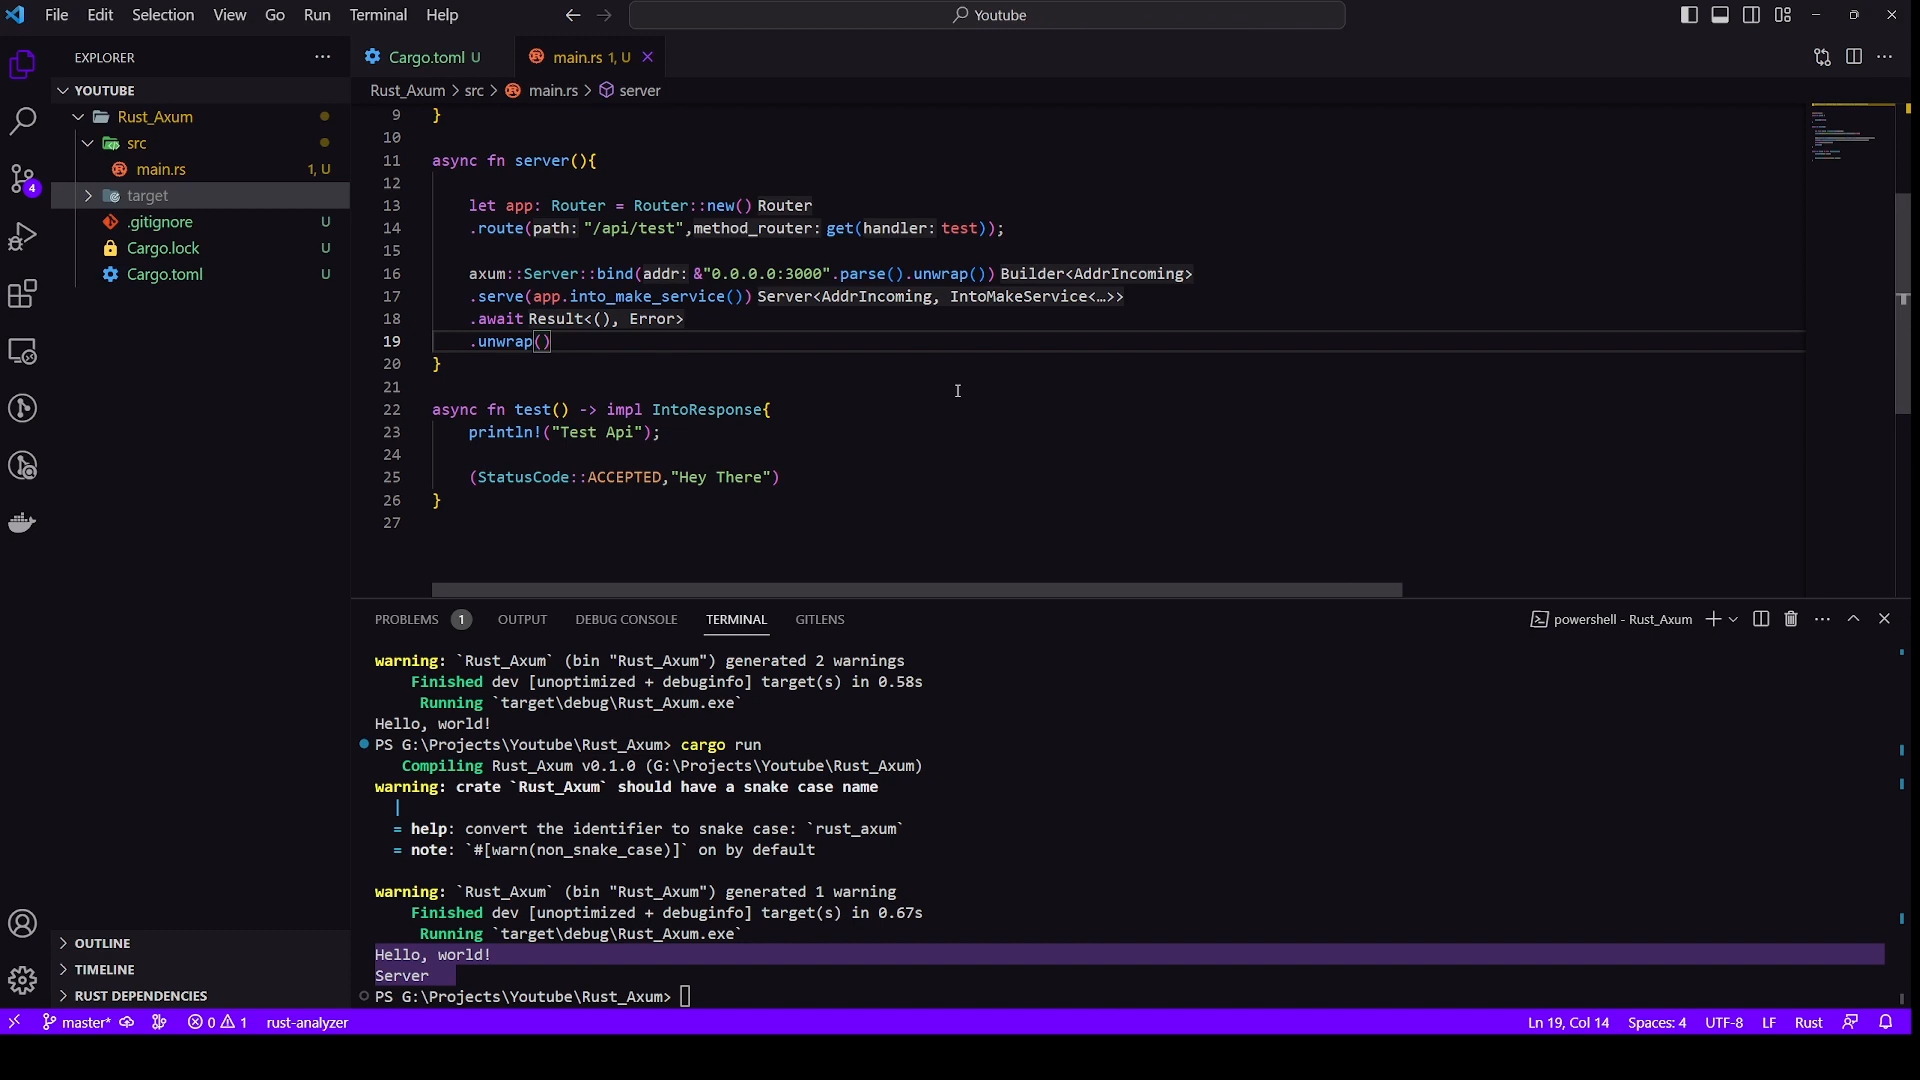 File Edit Selection View Go Run Terminal Help
Youtube
EXPLORER
Cargo.toml U
main.rs 1, U
YOUTUBE
Rust_Axum > src > main.rs > server
Rust_Axum
src
main.rs 1, U
target
.gitignore U
Cargo.lock U
Cargo.toml U
9 }
10
11 async fn server(){
12
13 let app: Router = Router::new() Router
14 .route(path: "/api/test",method_router: get(handler: test));
15
16 axum::Server::bind(addr: &"0.0.0.0:3000".parse().unwrap()) Builder<AddrIncoming>
17 .serve(app.into_make_service()) Server<AddrIncoming, IntoMakeService<…>>
18 .await Result<(), Error>
19 .unwrap()
20 }
21
22 async fn test() -> impl IntoResponse{
23 println!("Test Api");
24
25 (StatusCode::ACCEPTED,"Hey There")
26 }
27
PROBLEMS 1 OUTPUT DEBUG CONSOLE TERMINAL GITLENS
powershell - Rust_Axum
warning: `Rust_Axum` (bin "Rust_Axum") generated 2 warnings
Finished dev [unoptimized + debuginfo] target(s) in 0.58s
Running `target\debug\Rust_Axum.exe`
Hello, world!
PS G:\Projects\Youtube\Rust_Axum> cargo run
Compiling Rust_Axum v0.1.0 (G:\Projects\Youtube\Rust_Axum)
warning: crate `Rust_Axum` should have a snake case name
|
= help: convert the identifier to snake case: `rust_axum`
= note: `#[warn(non_snake_case)]` on by default
warning: `Rust_Axum` (bin "Rust_Axum") generated 1 warning
Finished dev [unoptimized + debuginfo] target(s) in 0.67s
Running `target\debug\Rust_Axum.exe`
Hello, world!
Server
PS G:\Projects\Youtube\Rust_Axum>
4
OUTLINE
TIMELINE
RUST DEPENDENCIES
master* 0 1 rust-analyzer
Ln 19, Col 14 Spaces: 4 UTF-8 LF Rust